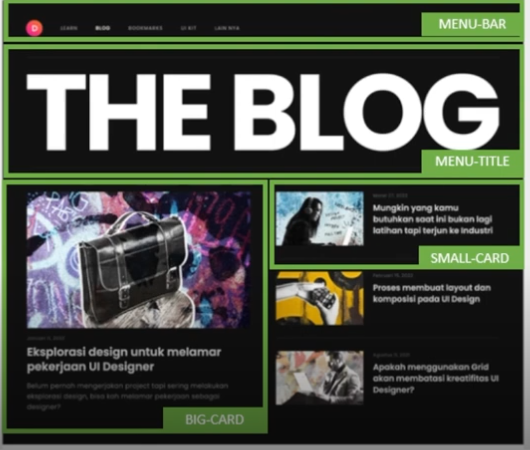 D LEARN BLOG BOOKMARKS UI KIT LAIN NYA
MENU-BAR
THE BLOG
MENU-TITLE
Eksplorasi design untuk melamar
pekerjaan UI Designer
Belum pernah mengerjakan project tapi sering melakukan
eksplorasi design, bisa kah melamar pekerjaan sebagai
designer?
BIG-CARD
Mungkin yang kamu
butuhkan saat ini bukan lagi
latihan tapi terjun ke Industri
SMALL-CARD
Proses membuat layout dan
komposisi pada UI Design
Apakah menggunakan Grid
akan membatasi kreatifitas UI
Designer?